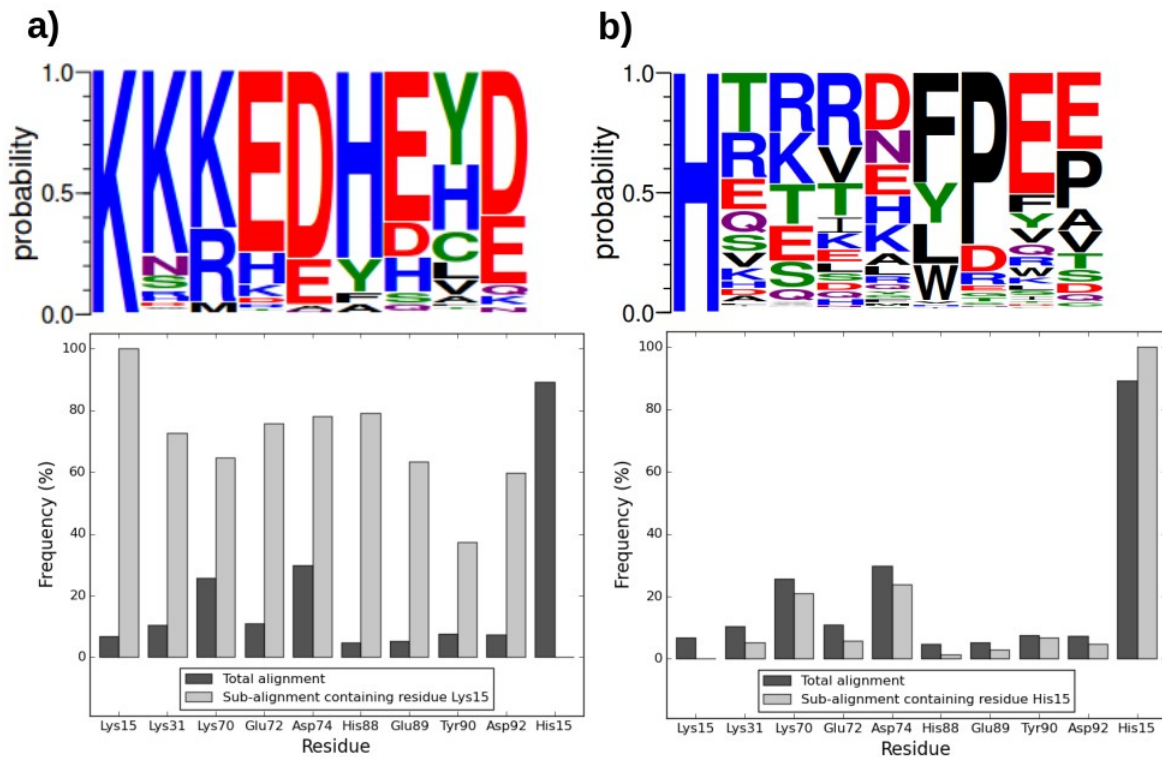 a)
b)
probability
1.0
0.5
0.0
K K K E D H E Y D
N R H E Y D H E
S K F H C Q
R M A S L K
V N
A
probability
1.0
0.5
0.0
H T R R D F P E E
R K V N Y D F P
E T T E L R Y A
Q E I H W E V V
S S K K V Q T
V Q E A R S
K L L W D
H S R K Q
D D
A Q
H
Frequency (%)
100
80
60
40
20
0
Total alignment
Sub-alignment containing residue Lys15
Lys15 Lys31 Lys70 Glu72 Asp74 His88 Glu89 Tyr90 Asp92 His15
Residue
Frequency (%)
100
80
60
40
20
0
Total alignment
Sub-alignment containing residue His15
Lys15 Lys31 Lys70 Glu72 Asp74 His88 Glu89 Tyr90 Asp92 His15
Residue